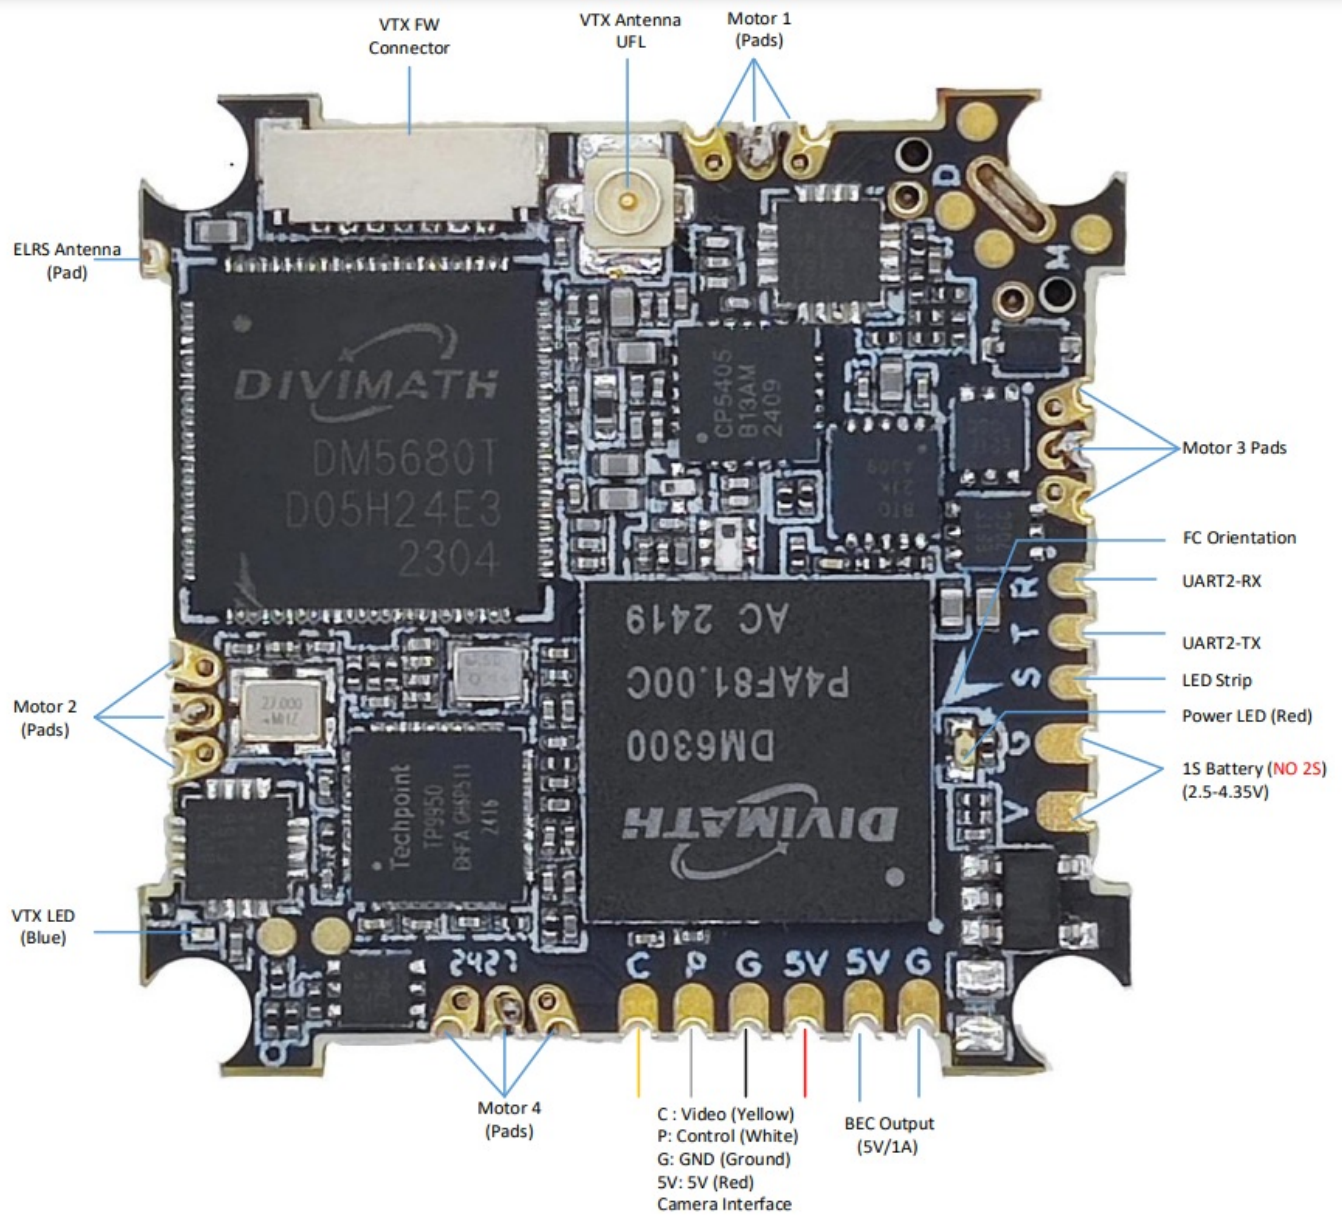 VTX FW
Connector
VTX Antenna
UFL
Motor 1
(Pads)
ELRS Antenna
(Pad)
D
M
DIVIMATH
DM5680T
D05H24E3
2304
CP5405
B13AM
2409
Motor 3 Pads
FC Orientation
R
UART2-RX
T
UART2-TX
S
LED Strip
Power LED (Red)
G
V
1S Battery (NO 2S)
(2.5-4.35V)
Motor 2
(Pads)
27.000
MHZ
Techpoint
TP9950
2416
DIVIMATH
DM6300
P4AF81.00C
AC 2419
VTX LED
(Blue)
2427
C P G 5V 5V G
Motor 4
(Pads)
C : Video (Yellow)
P: Control (White)
G: GND (Ground)
5V: 5V (Red)
Camera Interface
BEC Output
(5V/1A)